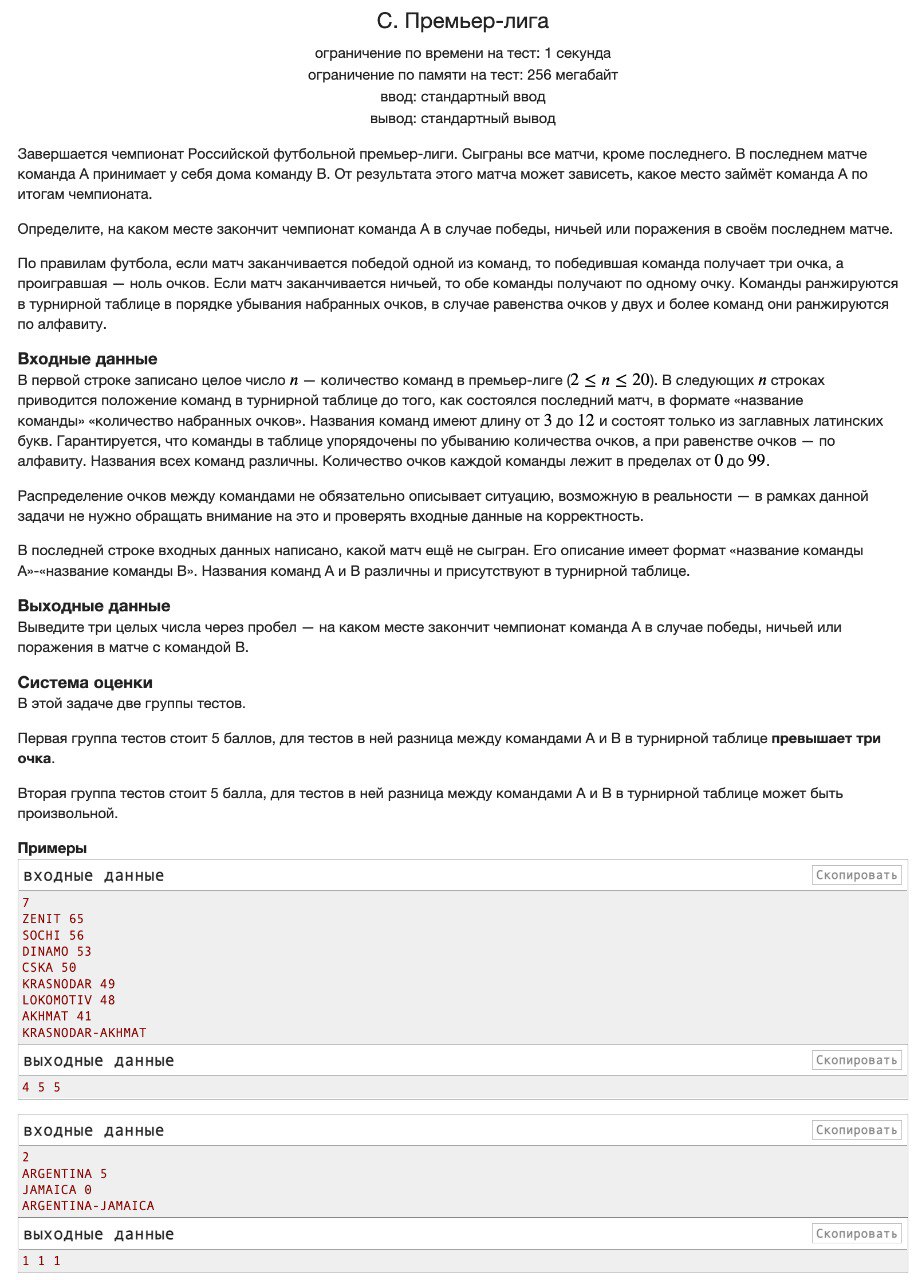 C. Премьер-лига
ограничение по времени на тест: 1 секунда
ограничение по памяти на тест: 256 мегабайт
ввод: стандартный ввод
вывод: стандартный вывод
Завершается чемпионат Российской футбольной премьер-лиги. Сыграны все матчи, кроме последнего. В последнем матче
команда A принимает у себя дома команду B. От результата этого матча может зависеть, какое место займёт команда A по
итогам чемпионата.
Определите, на каком месте закончит чемпионат команда A в случае победы, ничьей или поражения в своём последнем матче.
По правилам футбола, если матч заканчивается победой одной из команд, то победившая команда получает три очка, а
проигравшая — ноль очков. Если матч заканчивается ничьей, то обе команды получают по одному очку. Команды ранжируются
в турнирной таблице в порядке убывания набранных очков, в случае равенства очков у двух и более команд они ранжируются
по алфавиту.
Входные данные
В первой строке записано целое число n — количество команд в премьер-лиге (2 ≤ n ≤ 20). В следующих n строках
приводится положение команд в турнирной таблице до того, как состоялся последний матч, в формате «название
команды» «количество набранных очков». Названия команд имеют длину от 3 до 12 и состоят только из заглавных латинских
букв. Гарантируется, что команды в таблице упорядочены по убыванию количества очков, а при равенстве очков — по
алфавиту. Названия всех команд различны. Количество очков каждой команды лежит в пределах от 0 до 99.
Распределение очков между командами не обязательно описывает ситуацию, возможную в реальности — в рамках данной
задачи не нужно обращать внимание на это и проверять входные данные на корректность.
В последней строке входных данных написано, какой матч ещё не сыгран. Его описание имеет формат «название команды
A»-«название команды B». Названия команд A и B различны и присутствуют в турнирной таблице.
Выходные данные
Выведите три целых числа через пробел — на каком месте закончит чемпионат команда A в случае победы, ничьей или
поражения в матче с командой B.
Система оценки
В этой задаче две группы тестов.
Первая группа тестов стоит 5 баллов, для тестов в ней разница между командами A и B в турнирной таблице превышает три
очка.
Вторая группа тестов стоит 5 балла, для тестов в ней разница между командами A и B в турнирной таблице может быть
произвольной.
Примеры
входные данные Скопировать
7
ZENIT 65
SOCHI 56
DINAMO 53
CSKA 50
KRASNODAR 49
LOKOMOTIV 48
AKHMAT 41
KRASNODAR-AKHMAT
выходные данные Скопировать
4 5 5
входные данные Скопировать
2
ARGENTINA 5
JAMAICA 0
ARGENTINA-JAMAICA
выходные данные Скопировать
1 1 1